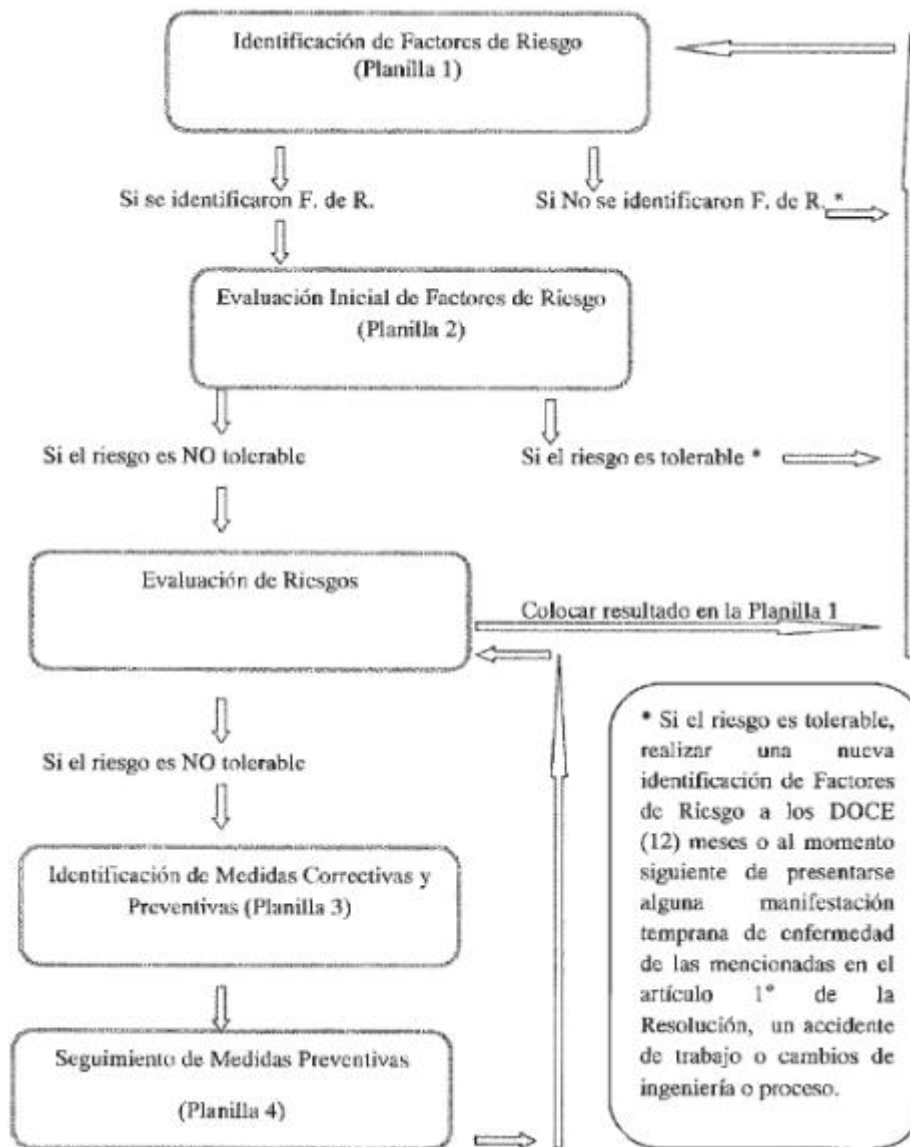 Identificación de Factores de Riesgo
(Planilla 1)
Si se identificaron F. de R.
Si No se identificaron F. de R. *
Evaluación Inicial de Factores de Riesgo
(Planilla 2)
Si el riesgo es NO tolerable
Si el riesgo es tolerable *
Evaluación de Riesgos
Colocar resultado en la Planilla 1
Si el riesgo es NO tolerable
Identificación de Medidas Correctivas y
Preventivas (Planilla 3)
Seguimiento de Medidas Preventivas
(Planilla 4)
* Si el riesgo es tolerable,
realizar una nueva
identificación de Factores
de Riesgo a los DOCE
(12) meses o al momento
siguiente de presentarse
alguna manifestación
temprana de enfermedad
de las mencionadas en el
artículo 1° de la
Resolución, un accidente
de trabajo o cambios de
ingeniería o proceso.